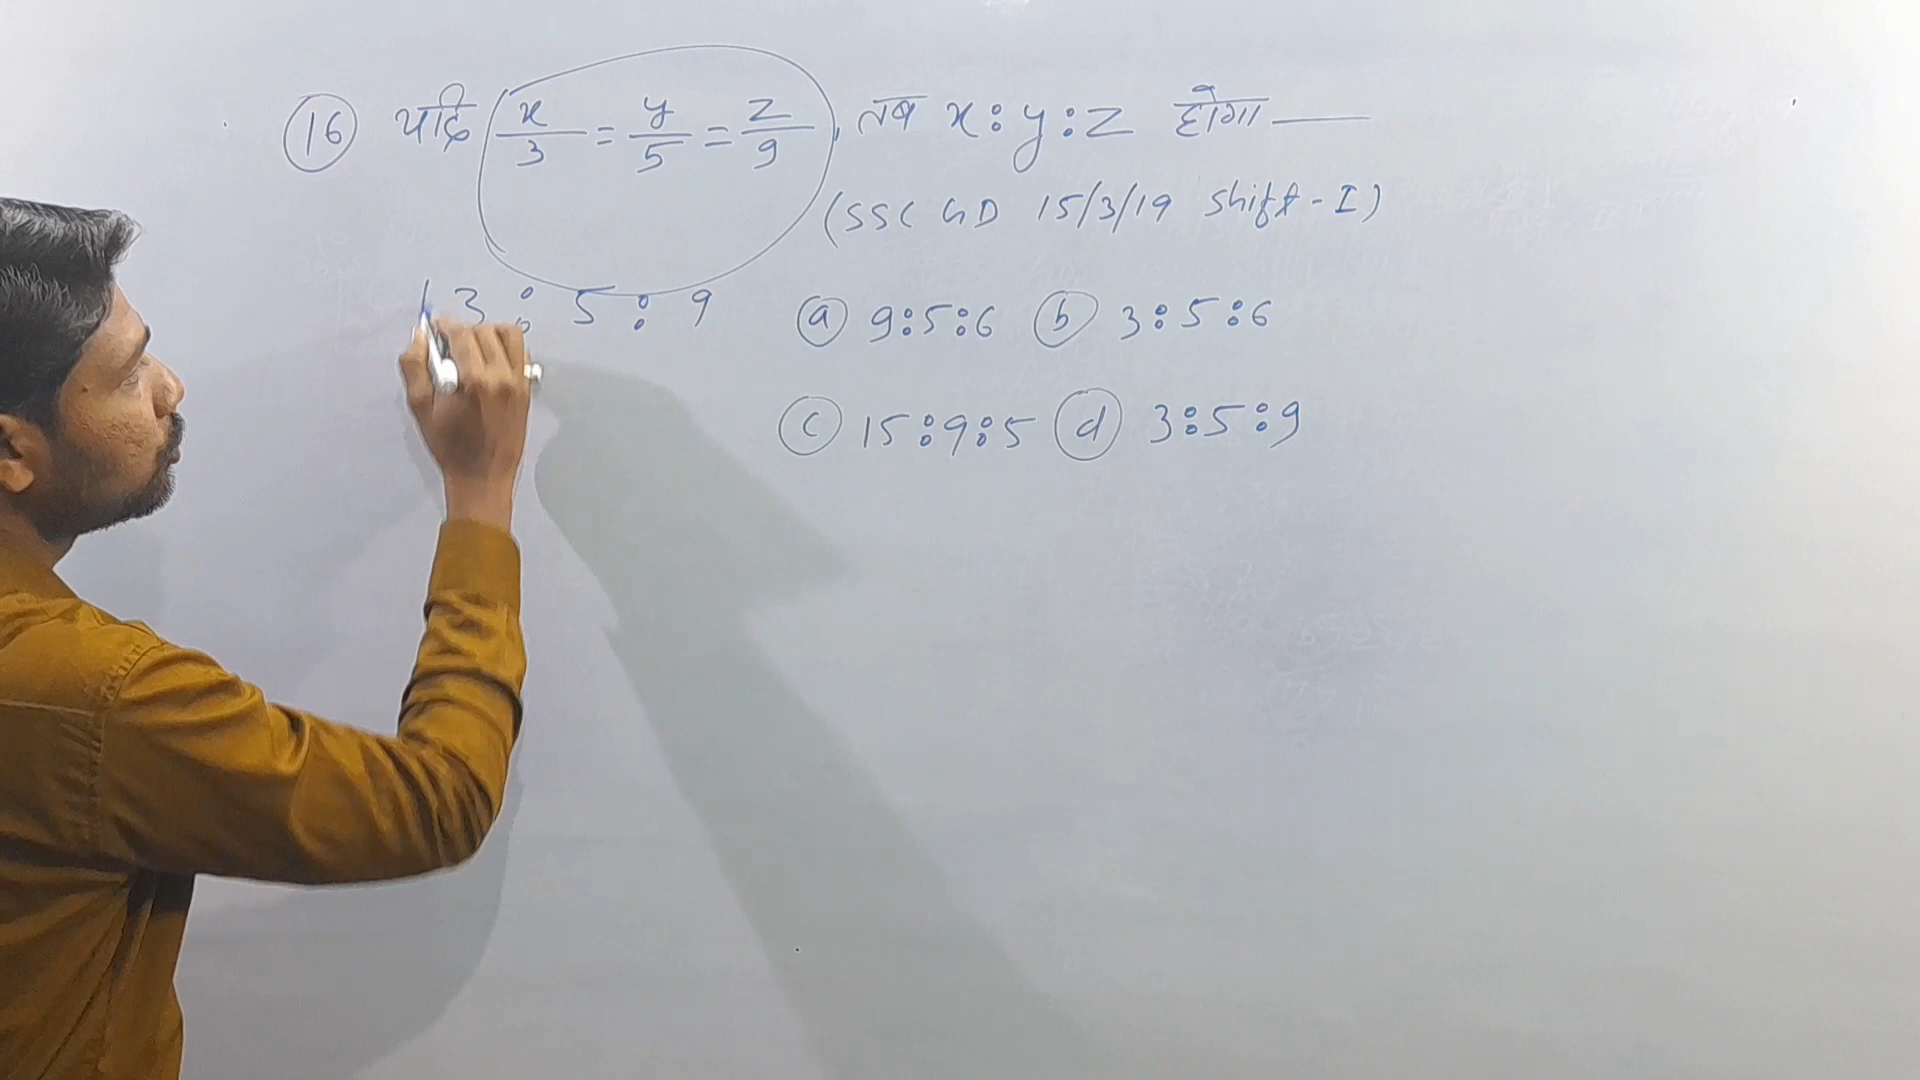 (16) यदि x/3 = y/5 = z/9, तब x:y:z होगा ——
(SSC GD 15/3/19 Shift-I)
3 : 5 : 9
(a) 9:5:6 (b) 3:5:6
(c) 15:9:5 (d) 3:5:9